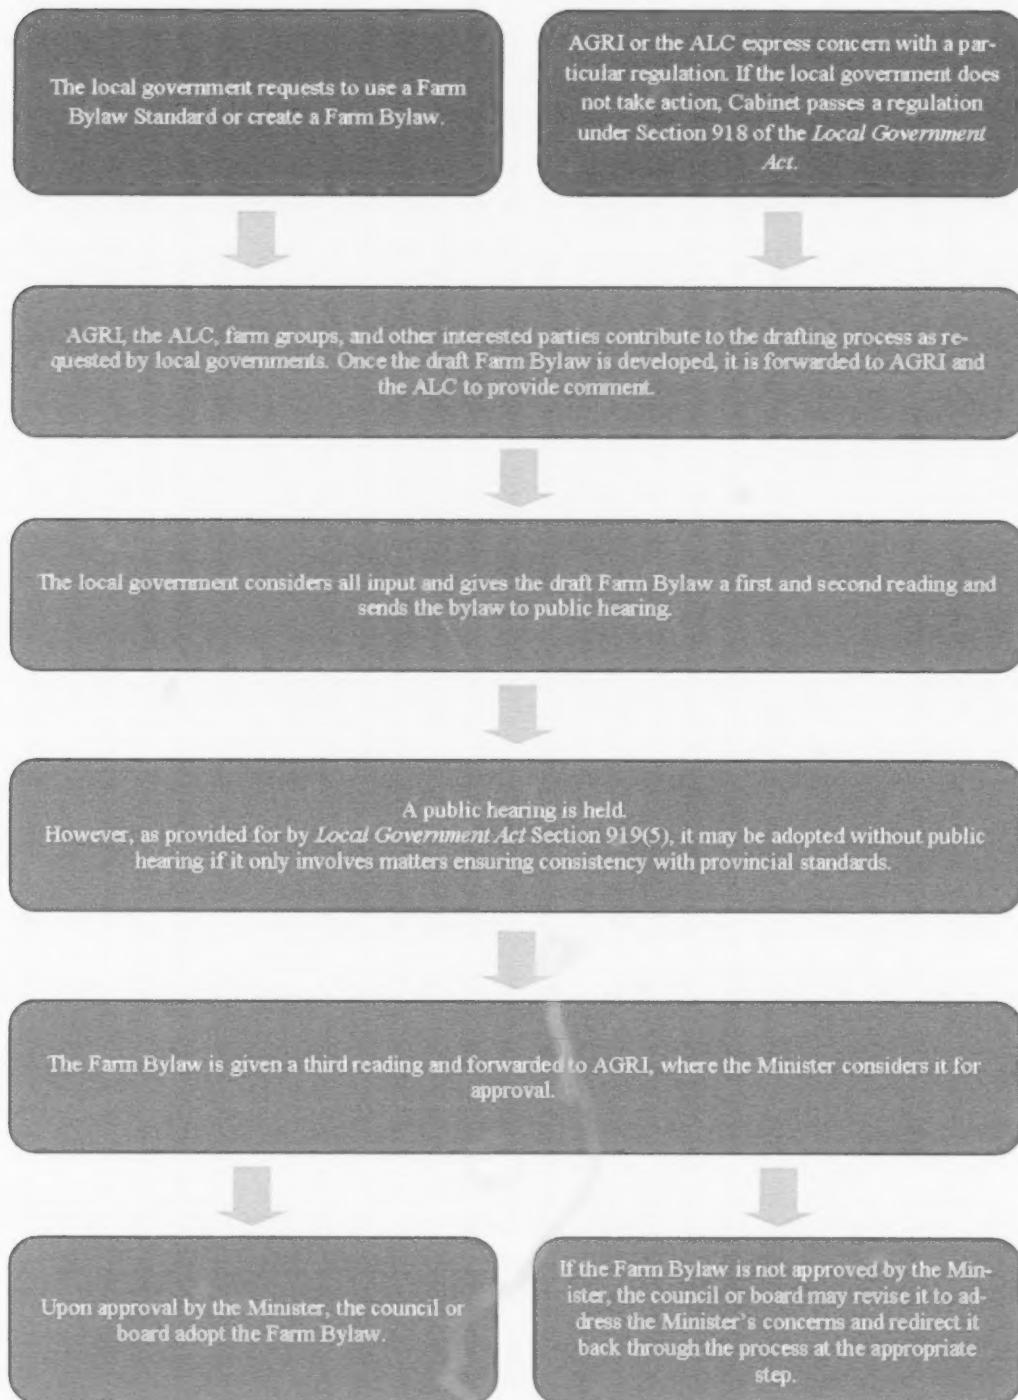 The local government requests to use a Farm
Bylaw Standard or create a Farm Bylaw.
AGRI or the ALC express concern with a par-
ticular regulation. If the local government does
not take action, Cabinet passes a regulation
under Section 918 of the Local Government
Act.
AGRI, the ALC, farm groups, and other interested parties contribute to the drafting process as re-
quested by local governments. Once the draft Farm Bylaw is developed, it is forwarded to AGRI and
the ALC to provide comment.
The local government considers all input and gives the draft Farm Bylaw a first and second reading and
sends the bylaw to public hearing.
A public hearing is held.
However, as provided for by Local Government Act Section 919(5), it may be adopted without public
hearing if it only involves matters ensuring consistency with provincial standards.
The Farm Bylaw is given a third reading and forwarded to AGRI, where the Minister considers it for
approval.
Upon approval by the Minister, the council or
board adopt the Farm Bylaw.
If the Farm Bylaw is not approved by the Min-
ister, the council or board may revise it to ad-
dress the Minister's concerns and redirect it
back through the process at the appropriate
step.